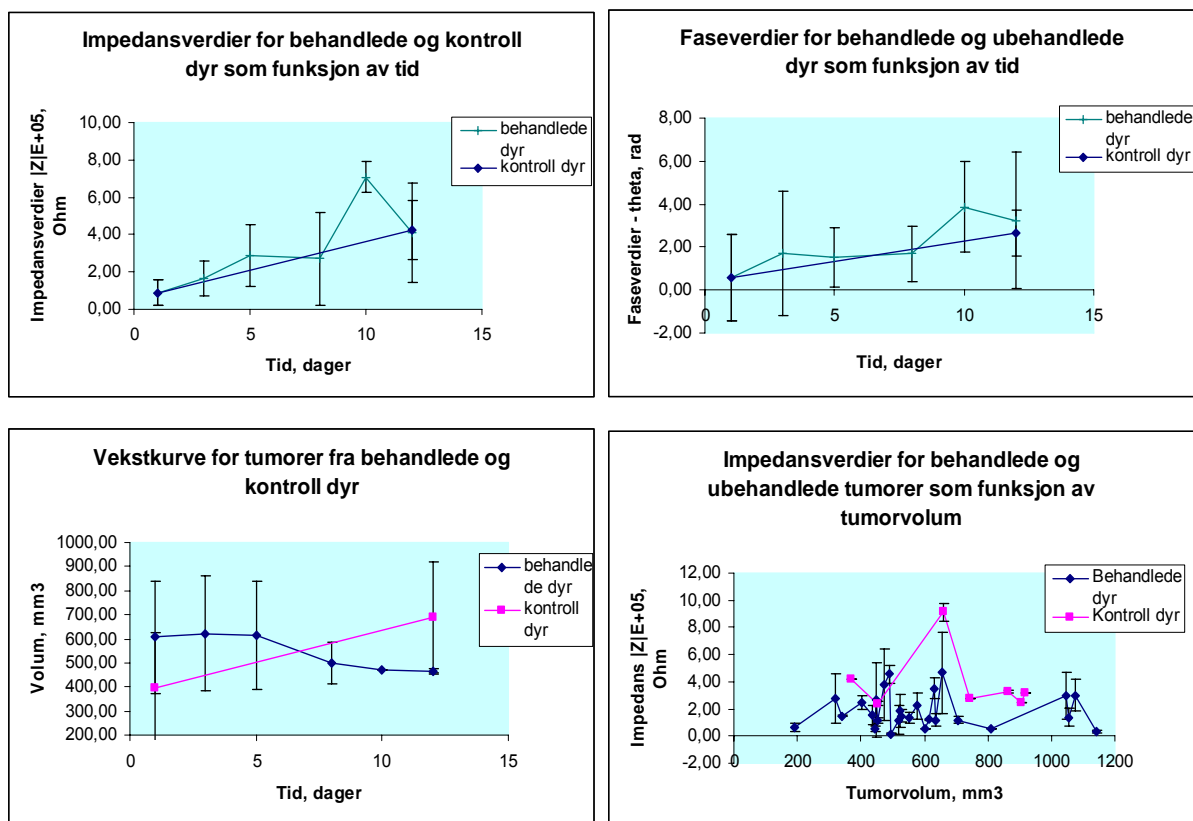 Impedansverdier for behandlede og kontroll
dyr som funksjon av tid
Impedansverdier |Z|E+05,
Ohm
10,00
8,00
6,00
4,00
2,00
0,00
0
5
10
15
Tid, dager
behandlede
dyr
kontroll dyr
Faseverdier for behandlede og ubehandlede
dyr som funksjon av tid
Faseverdier - theta, rad
8,00
6,00
4,00
2,00
0,00
-2,00
0
5
10
15
Tid, dager
behandlede
dyr
kontroll dyr
Vekstkurve for tumorer fra behandlede og
kontroll dyr
Volum, mm3
1000,00
900,00
800,00
700,00
600,00
500,00
400,00
300,00
200,00
0
5
10
15
Tid, dager
behandle
de dyr
kontroll
dyr
Impedansverdier for behandlede og
ubehandlede tumorer som funksjon av
tumorvolum
Impedans |Z|E+05,
Ohm
12,00
10,00
8,00
6,00
4,00
2,00
0,00
-2,00
0
200
400
600
800
1000
1200
Tumorvolum, mm3
Behandlede
dyr
Kontroll dyr